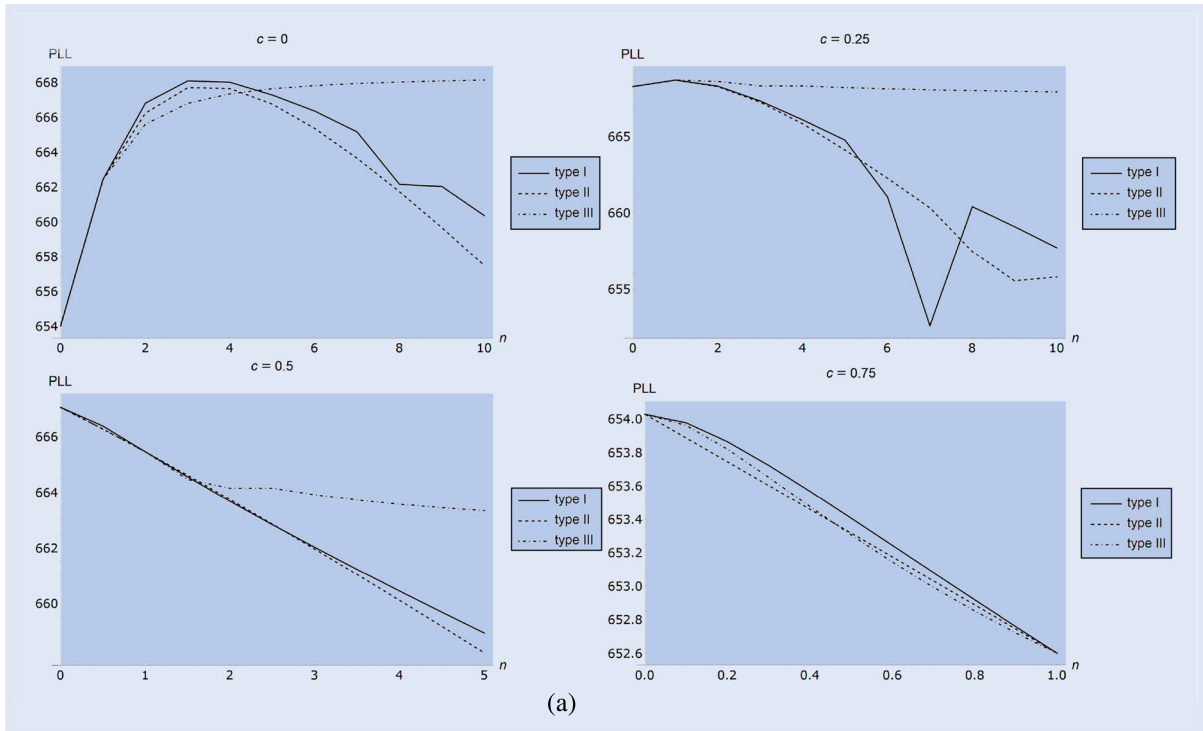 c = 0
PLL
668
666
664
662
660
658
656
654
0 2 4 6 8 10 n
type I
type II
type III
c = 0.25
PLL
665
660
655
0 2 4 6 8 10 n
type I
type II
type III
c = 0.5
PLL
666
664
662
660
0 1 2 3 4 5 n
type I
type II
type III
c = 0.75
PLL
654.0
653.8
653.6
653.4
653.2
653.0
652.8
652.6
0.0 0.2 0.4 0.6 0.8 1.0 n
type I
type II
type III
(a)